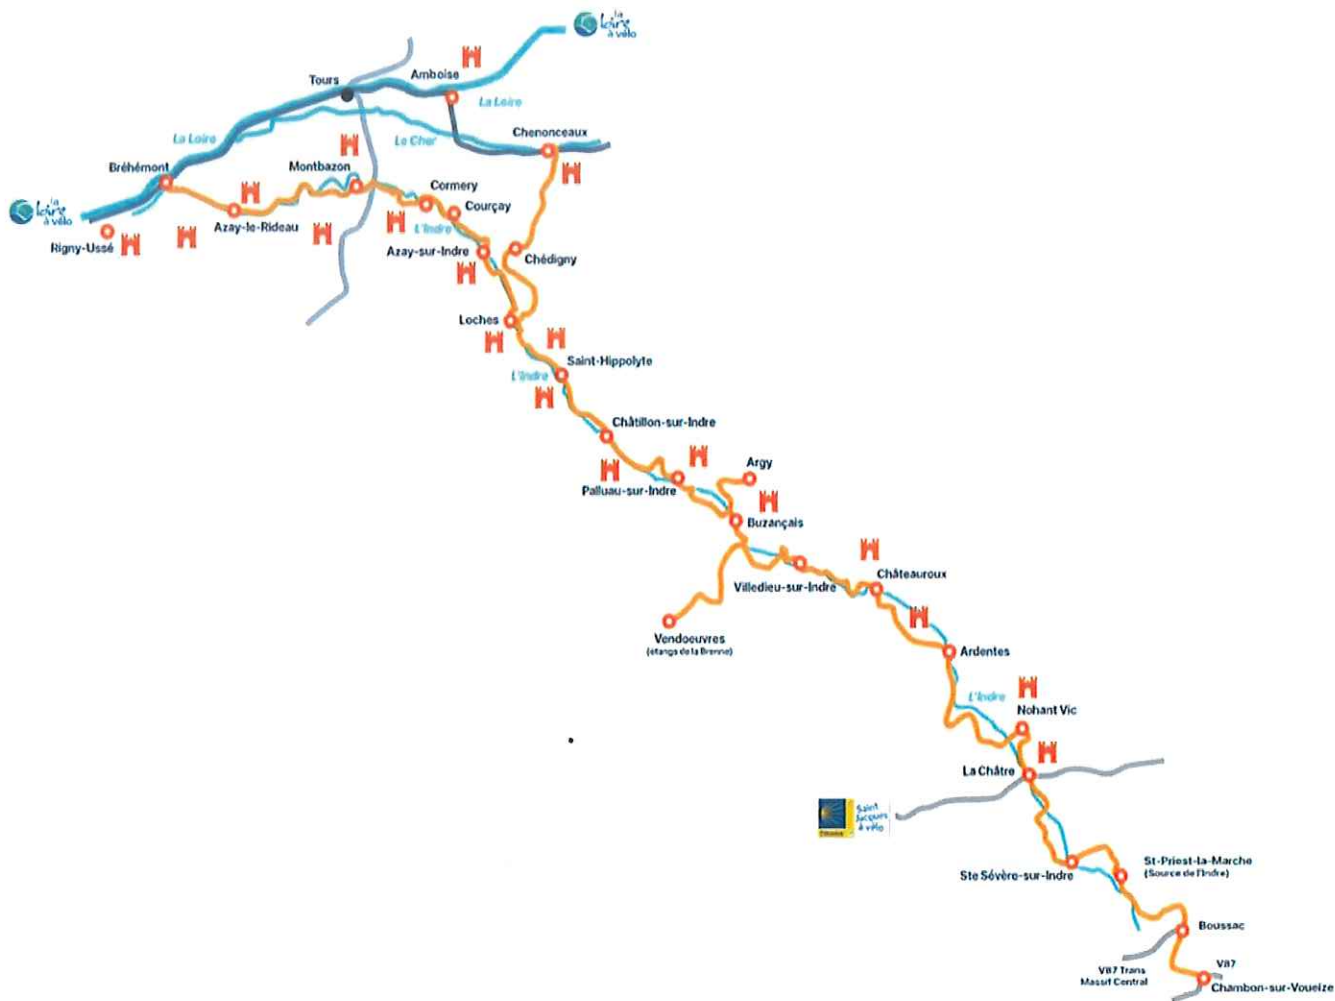 la
loire
à vélo
Tours
Amboise
La Loire
La Loire
Le Cher
Chenonceaux
Bréhémont
Montbazon
Cormery
Courçay
la
loire
à vélo
Azay-le-Rideau
L'Indre
Rigny-Ussé
Azay-sur-Indre
Chédigny
Loches
L'Indre
Saint-Hippolyte
Châtillon-sur-Indre
Argy
Palluau-sur-Indre
Buzançais
Châteauroux
Villedieu-sur-Indre
Vendoeuvres
(étangs de la Brenne)
Ardentes
L'Indre
Nohant Vic
La Châtre
Saint
Jacques
à vélo
St-Priest-la-Marche
(Source de l'Indre)
Ste Sévère-sur-Indre
Boussac
V87 Trans
Massif Central
V87
Chambon-sur-Voueize